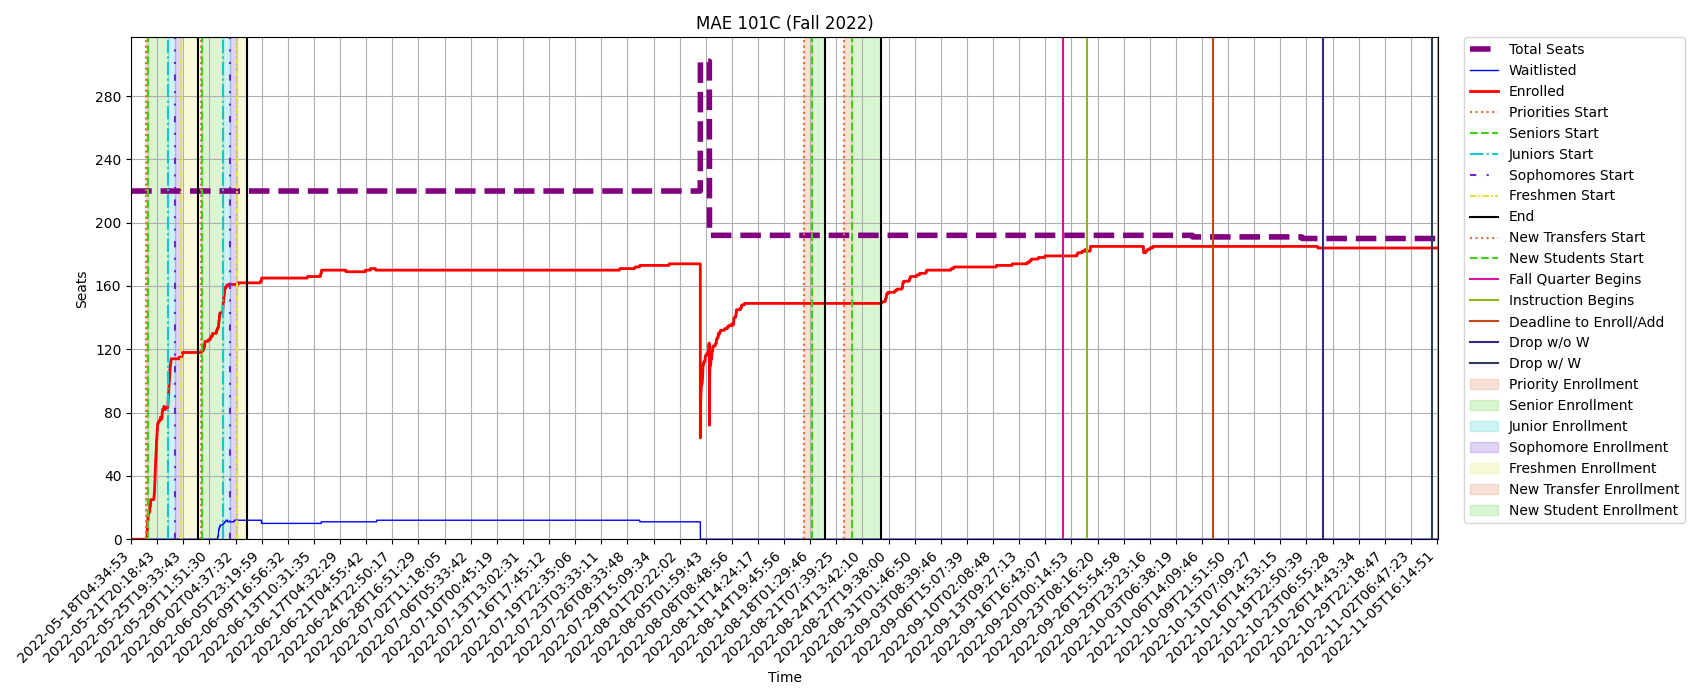 MAE 101C (Fall 2022)
Seats
280
240
200
160
120
80
40
0
2022-05-18T04:34:53
2022-05-21T20:18:43
2022-05-25T19:33:43
2022-05-29T11:51:30
2022-06-02T04:37:32
2022-06-05T23:19:59
2022-06-09T16:56:32
2022-06-13T10:31:35
2022-06-17T04:32:29
2022-06-21T04:55:42
2022-06-24T22:50:17
2022-06-28T16:51:29
2022-07-02T11:18:05
2022-07-06T05:33:42
2022-07-10T00:45:19
2022-07-13T13:02:31
2022-07-16T17:45:12
2022-07-19T22:35:06
2022-07-23T03:33:11
2022-07-26T08:33:48
2022-07-29T15:09:34
2022-08-01T20:22:02
2022-08-05T01:59:43
2022-08-08T08:48:56
2022-08-11T14:24:17
2022-08-14T19:45:56
2022-08-18T01:29:46
2022-08-21T07:39:25
2022-08-24T13:42:10
2022-08-27T19:38:00
2022-08-31T01:46:50
2022-09-03T08:39:46
2022-09-06T15:07:39
2022-09-10T02:08:48
2022-09-13T09:27:13
2022-09-16T16:43:07
2022-09-20T00:14:53
2022-09-23T08:16:20
2022-09-26T15:54:58
2022-09-29T23:23:16
2022-10-03T06:38:19
2022-10-06T14:09:46
2022-10-09T21:51:50
2022-10-13T07:09:27
2022-10-16T14:53:15
2022-10-19T22:50:39
2022-10-23T06:55:28
2022-10-26T14:43:34
2022-10-29T22:18:47
2022-11-02T06:47:23
2022-11-05T16:14:51
Time
Total Seats
Waitlisted
Enrolled
Priorities Start
Seniors Start
Juniors Start
Sophomores Start
Freshmen Start
End
New Transfers Start
New Students Start
Fall Quarter Begins
Instruction Begins
Deadline to Enroll/Add
Drop w/o W
Drop w/ W
Priority Enrollment
Senior Enrollment
Junior Enrollment
Sophomore Enrollment
Freshmen Enrollment
New Transfer Enrollment
New Student Enrollment